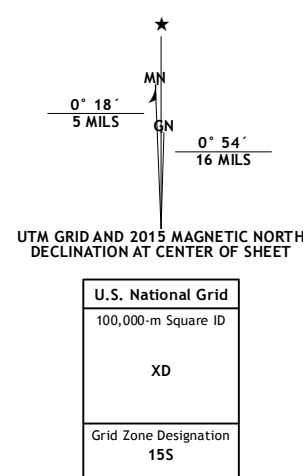 MN
0° 18´
5 MILS
GN
0° 54´
16 MILS
UTM GRID AND 2015 MAGNETIC NORTH
DECLINATION AT CENTER OF SHEET
U.S. National Grid
100,000-m Square ID
XD
Grid Zone Designation
15S